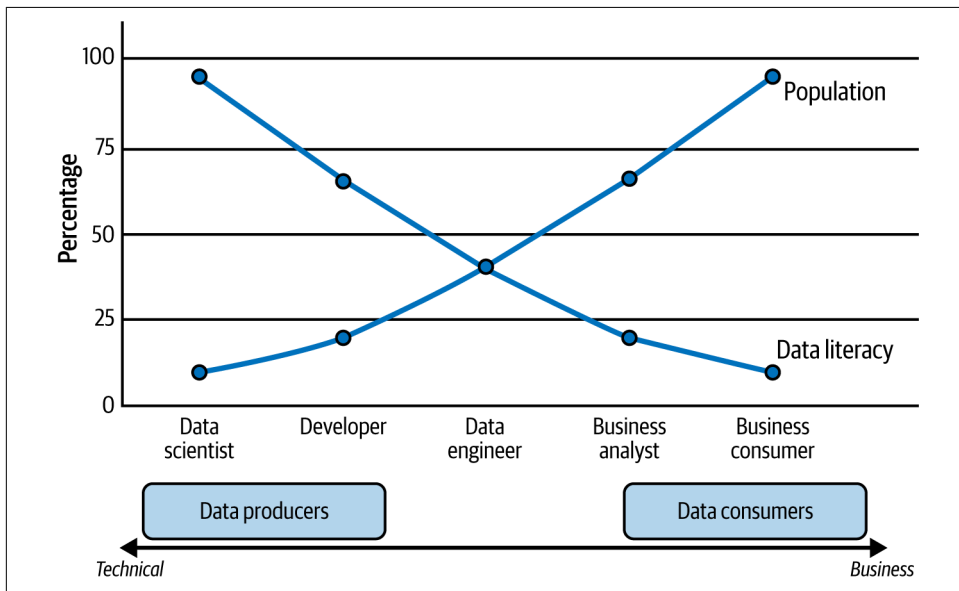 100
Population
75
Percentage
50
25
Data literacy
0
Data
scientist
Developer
Data
engineer
Business
analyst
Business
consumer
Data producers
Data consumers
Technical
Business